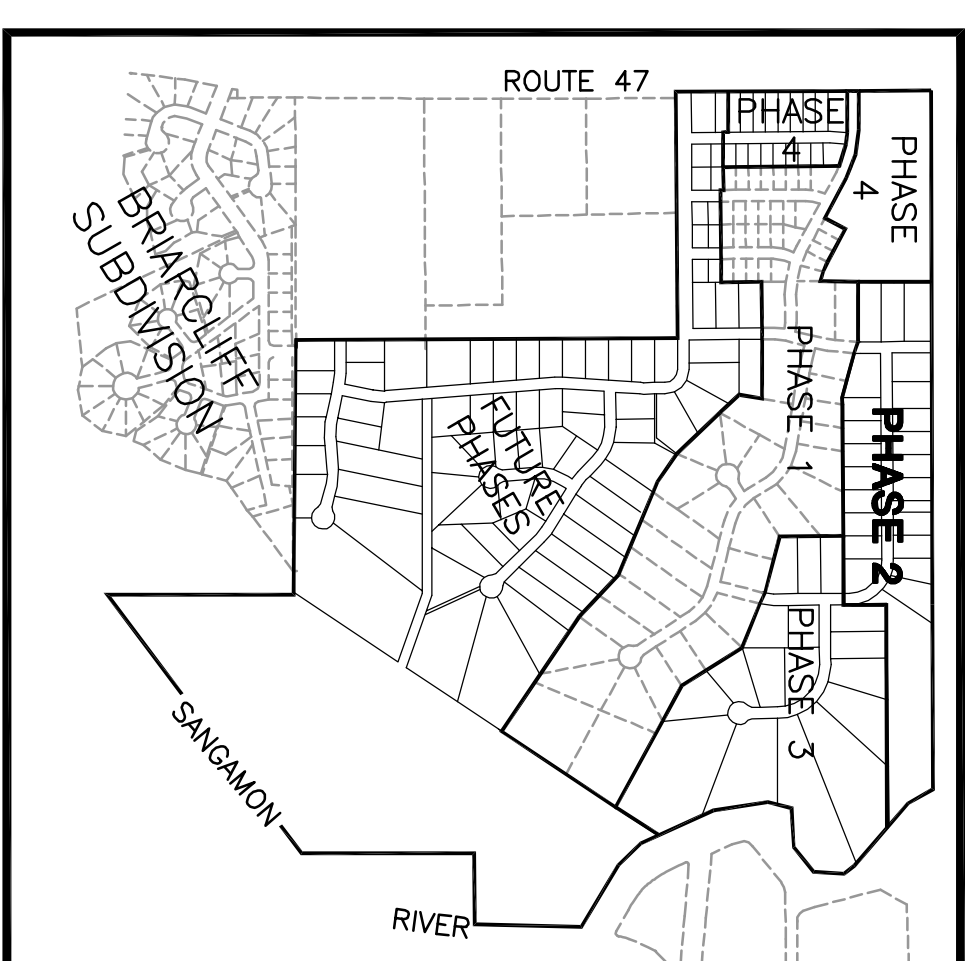 ROUTE 47
PHASE
4
PHASE
4
BRIARCLIFF
SUBDIVISION
PHASE 1
FUTURE
PHASES
PHASE 2
PHASE 3
SANGAMON
RIVER